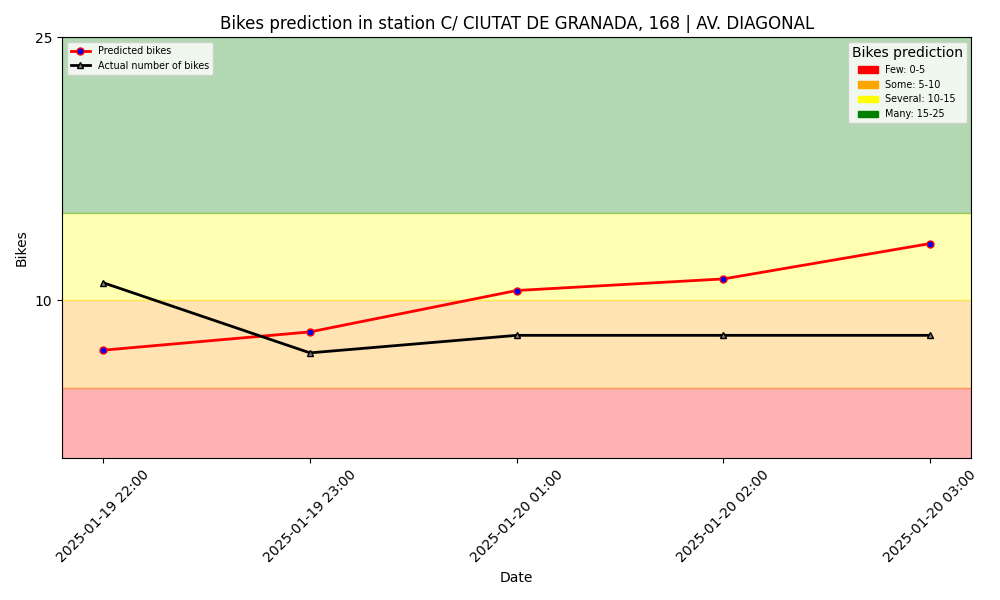 Bikes prediction in station C/ CIUTAT DE GRANADA, 168 | AV. DIAGONAL
Predicted bikes
Actual number of bikes
Bikes prediction
Few: 0-5
Some: 5-10
Several: 10-15
Many: 15-25
Bikes
25
10
2025-01-19 22:00
2025-01-19 23:00
2025-01-20 01:00
2025-01-20 02:00
2025-01-20 03:00
Date